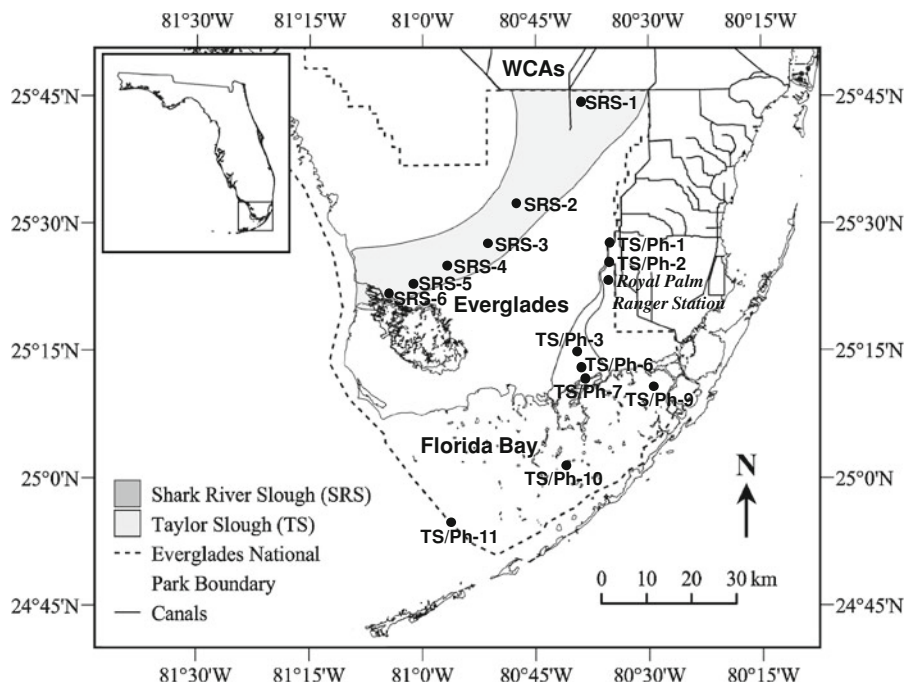 81°30'W 81°15'W 81°0'W 80°45'W 80°30'W 80°15'W
WCAs
25°45'N 25°45'N
SRS-1
SRS-2
25°30'N 25°30'N
SRS-3
TS/Ph-1
SRS-4
TS/Ph-2
SRS-5
Royal Palm
Ranger Station
SRS-6
Everglades
TS/Ph-3
25°15'N 25°15'N
TS/Ph-6
TS/Ph-7
TS/Ph-9
Florida Bay
25°0'N 25°0'N
TS/Ph-10
N
Shark River Slough (SRS)
Taylor Slough (TS)
TS/Ph-11
Everglades National
Park Boundary
Canals
0 10 20 30 km
24°45'N 24°45'N
81°30'W 81°15'W 81°0'W 80°45'W 80°30'W 80°15'W